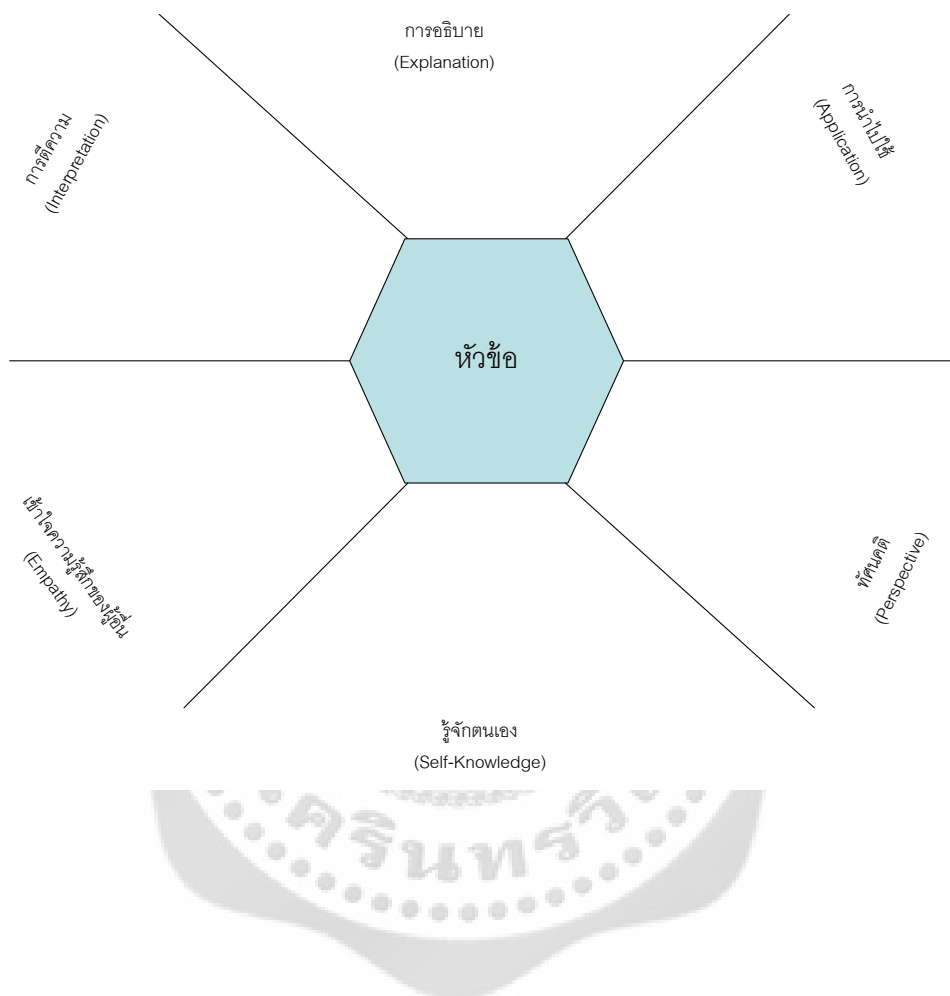 การอธิบาย
(Explanation)
การตีความ
(Interpretation)
การนำไปใช้
(Application)
หัวข้อ
เข้าใจความรู้สึกของผู้อื่น
(Empathy)
ทัศนคติ
(Perspective)
รู้จักตนเอง
(Self-Knowledge)